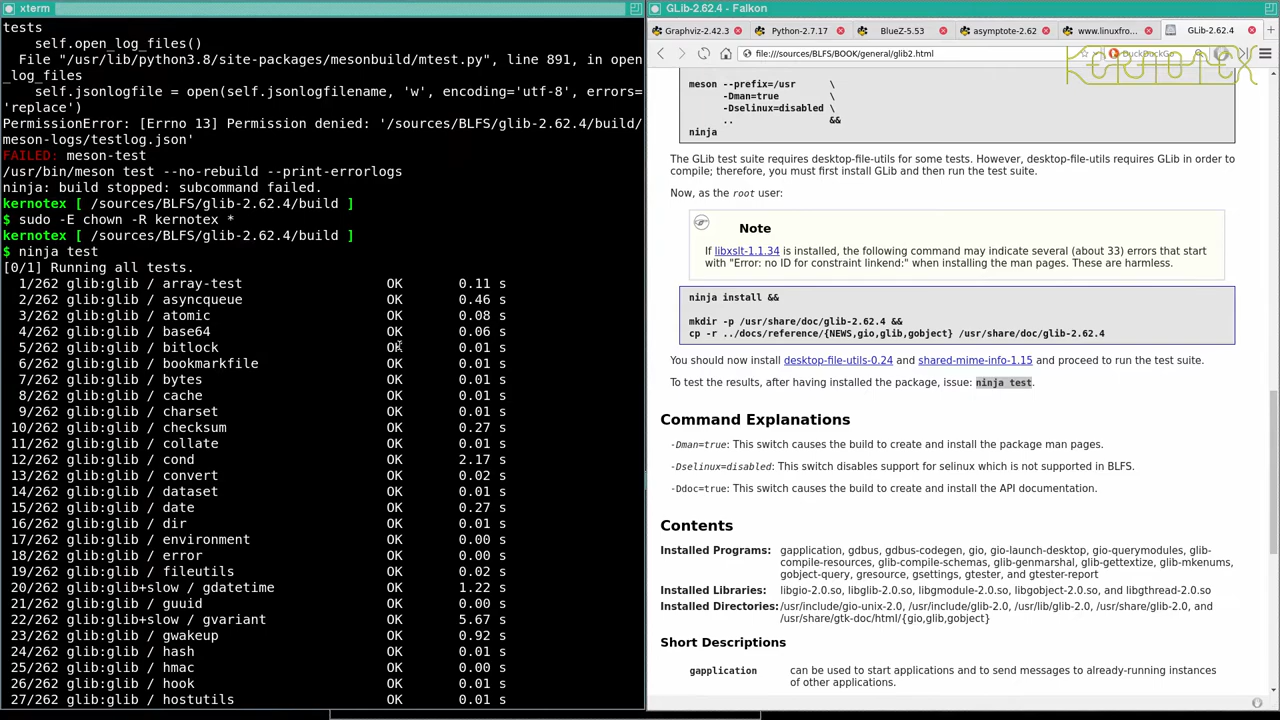 xterm
tests
self.open_log_files()
File "/usr/lib/python3.8/site-packages/mesonbuild/mtest.py", line 891, in open
_log_files
self.jsonlogfile = open(self.jsonlogfilename, 'w', encoding='utf-8', errors=
'replace')
PermissionError: [Errno 13] Permission denied: '/sources/BLFS/glib-2.62.4/build/
meson-logs/testlog.json'
FAILED: meson-test
/usr/bin/meson test --no-rebuild --print-errorlogs
ninja: build stopped: subcommand failed.
kernotex [ /sources/BLFS/glib-2.62.4/build ]
$ sudo -E chown -R kernotex *
kernotex [ /sources/BLFS/glib-2.62.4/build ]
$ ninja test
[0/1] Running all tests.
1/262 glib:glib / array-test OK 0.11 s
2/262 glib:glib / asyncqueue OK 0.46 s
3/262 glib:glib / atomic OK 0.08 s
4/262 glib:glib / base64 OK 0.06 s
5/262 glib:glib / bitlock OK 0.01 s
6/262 glib:glib / bookmarkfile OK 0.01 s
7/262 glib:glib / bytes OK 0.01 s
8/262 glib:glib / cache OK 0.01 s
9/262 glib:glib / charset OK 0.01 s
10/262 glib:glib / checksum OK 0.27 s
11/262 glib:glib / collate OK 0.01 s
12/262 glib:glib / cond OK 2.17 s
13/262 glib:glib / convert OK 0.02 s
14/262 glib:glib / dataset OK 0.01 s
15/262 glib:glib / date OK 0.27 s
16/262 glib:glib / dir OK 0.01 s
17/262 glib:glib / environment OK 0.00 s
18/262 glib:glib / error OK 0.00 s
19/262 glib:glib / fileutils OK 0.02 s
20/262 glib:glib+slow / gdatetime OK 1.22 s
21/262 glib:glib / guuid OK 0.00 s
22/262 glib:glib+slow / gvariant OK 5.67 s
23/262 glib:glib / gwakeup OK 0.92 s
24/262 glib:glib / hash OK 0.01 s
25/262 glib:glib / hmac OK 0.00 s
26/262 glib:glib / hook OK 0.01 s
27/262 glib:glib / hostutils OK 0.01 s
GLib-2.62.4 - Falkon
Graphviz-2.42.3 Python-2.7.17 BlueZ-5.53 asymptote-2.62 www.linuxfro... GLib-2.62.4
file:///sources/BLFS/BOOK/general/glib2.html DuckDuckGo
KERNOTEX
meson --prefix=/usr \
-Dman=true \
-Dselinux=disabled \
.. &&
ninja
The GLib test suite requires desktop-file-utils for some tests. However, desktop-file-utils requires GLib in order to
compile; therefore, you must first install GLib and then run the test suite.
Now, as the root user:
Note
If libxslt-1.1.34 is installed, the following command may indicate several (about 33) errors that start
with "Error: no ID for constraint linkend:" when installing the man pages. These are harmless.
ninja install &&
mkdir -p /usr/share/doc/glib-2.62.4 &&
cp -r ../docs/reference/{NEWS,gio,glib,gobject} /usr/share/doc/glib-2.62.4
You should now install desktop-file-utils-0.24 and shared-mime-info-1.15 and proceed to run the test suite.
To test the results, after having installed the package, issue: ninja test.
Command Explanations
-Dman=true: This switch causes the build to create and install the package man pages.
-Dselinux=disabled: This switch disables support for selinux which is not supported in BLFS.
-Ddoc=true: This switch causes the build to create and install the API documentation.
Contents
Installed Programs: gapplication, gdbus, gdbus-codegen, gio, gio-launch-desktop, gio-querymodules, glib-
compile-resources, glib-compile-schemas, glib-genmarshal, glib-gettextize, glib-mkenums,
gobject-query, gresource, gsettings, gtester, and gtester-report
Installed Libraries: libgio-2.0.so, libglib-2.0.so, libgmodule-2.0.so, libgobject-2.0.so, and libgthread-2.0.so
Installed Directories: /usr/include/gio-unix-2.0, /usr/include/glib-2.0, /usr/lib/glib-2.0, /usr/share/glib-2.0, and
/usr/share/gtk-doc/html/{gio,glib,gobject}
Short Descriptions
gapplication can be used to start applications and to send messages to already-running instances
of other applications.